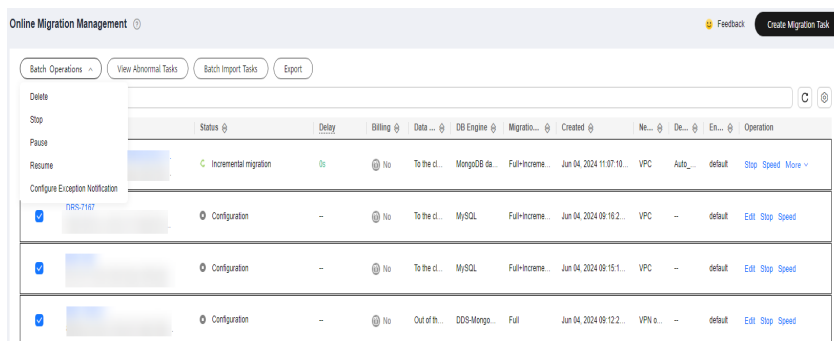 Online Migration Management
Feedback
Create Migration Task
Batch Operations
View Abnormal Tasks
Batch Import Tasks
Export
Delete
Stop
Pause
Resume
Configure Exception Notification
Status Delay Billing Data ... DB Engine Migratio... Created Ne... De... En... Operation
Incremental migration 0s No To the cl... MongoDB da... Full+Increme... Jun 04, 2024 11:07:10... VPC Auto_... default Stop Speed More
DRS-7167
Configuration -- No To the cl... MySQL Full+Increme... Jun 04, 2024 09:16:2... VPC -- default Edit Stop Speed
Configuration -- No To the cl... MySQL Full+Increme... Jun 04, 2024 09:15:1... VPC -- default Edit Stop Speed
Configuration -- No Out of th... DDS-Mongo... Full Jun 04, 2024 09:12:2... VPN o... -- default Edit Stop Speed